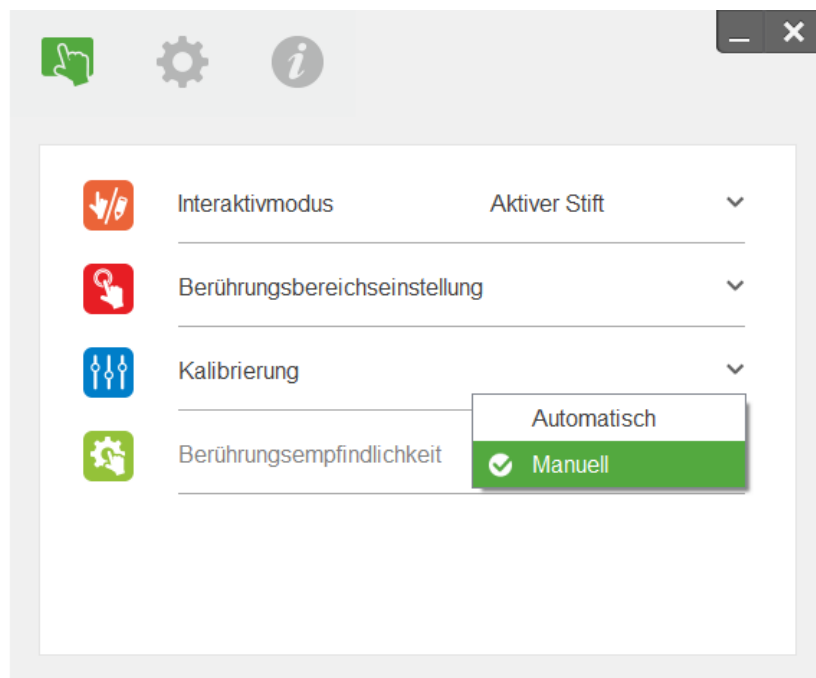 Interaktivmodus Aktiver Stift
Berührungsbereichseinstellung
Kalibrierung
Automatisch
Berührungsempfindlichkeit
Manuell